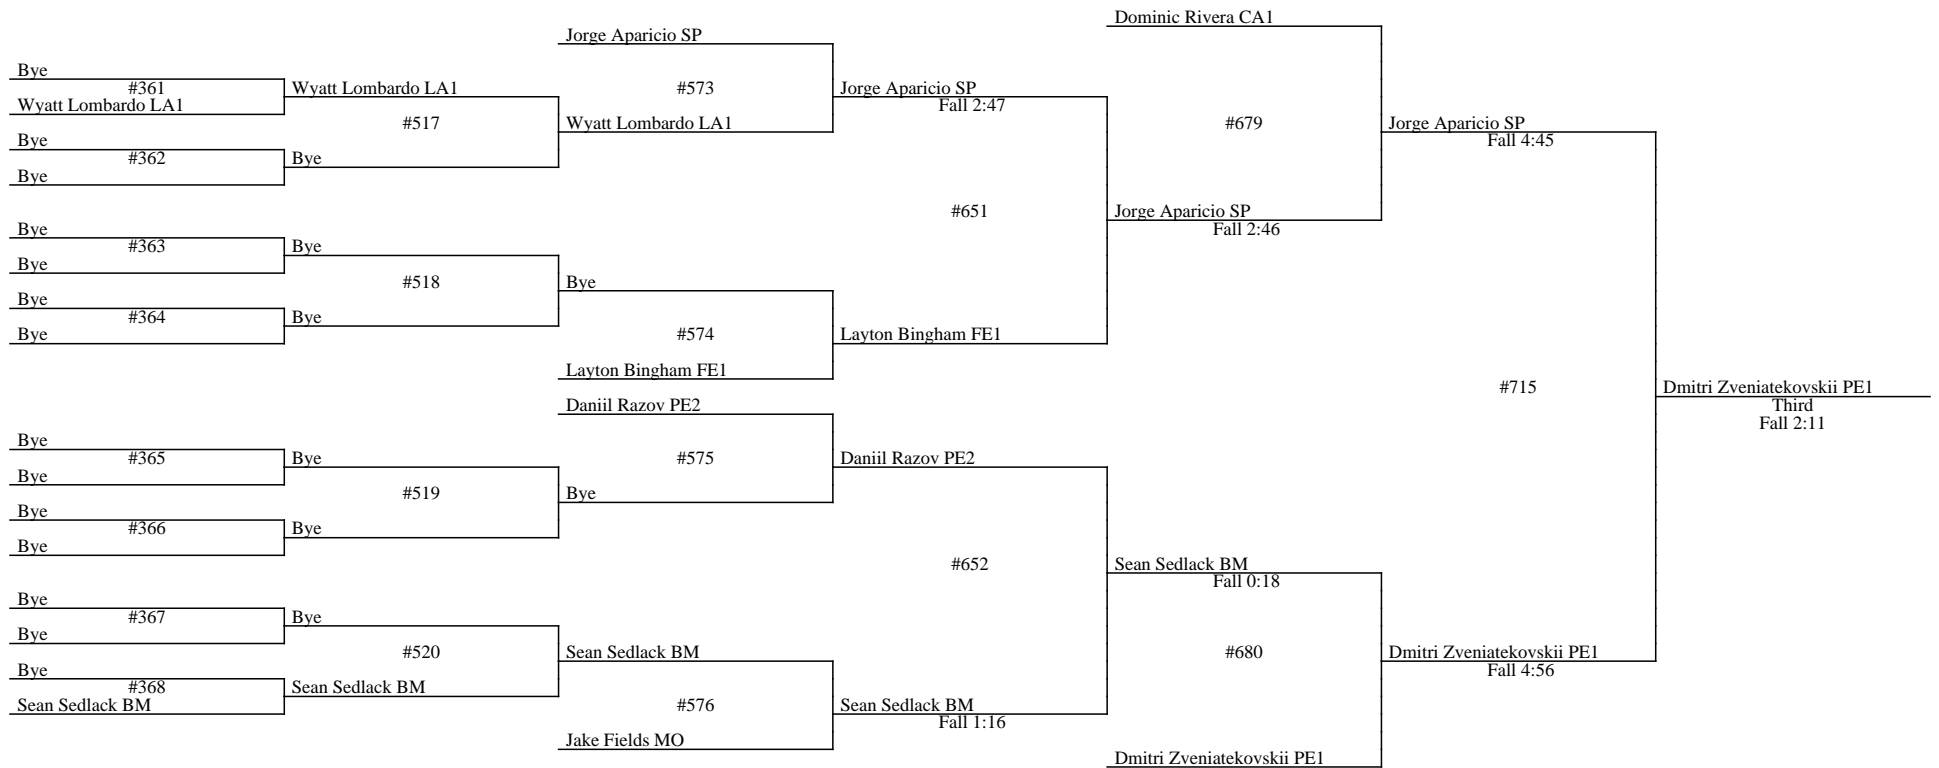 Dominic Rivera CA1
Jorge Aparicio SP
Bye
#361
Wyatt Lombardo LA1
#573
Jorge Aparicio SP
Wyatt Lombardo LA1
Fall 2:47
#517
Wyatt Lombardo LA1
#679
Jorge Aparicio SP
Bye
Fall 4:45
#362
Bye
Bye
#651
Jorge Aparicio SP
Bye
Fall 2:46
#363
Bye
Bye
#518
Bye
Bye
#364
Bye
#574
Layton Bingham FE1
Bye
Layton Bingham FE1
#715
Dmitri Zveniatekovskii PE1
Daniil Razov PE2
Third
Fall 2:11
Bye
#365
Bye
#575
Daniil Razov PE2
Bye
#519
Bye
Bye
#366
Bye
Bye
#652
Sean Sedlack BM
Fall 0:18
Bye
#367
Bye
Bye
#520
Sean Sedlack BM
#680
Dmitri Zveniatekovskii PE1
Bye
Fall 4:56
#368
Sean Sedlack BM
Sean Sedlack BM
#576
Sean Sedlack BM
Fall 1:16
Jake Fields MO
Dmitri Zveniatekovskii PE1